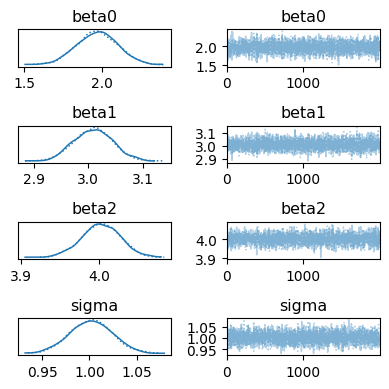 beta0 beta0
2.0
1.5
1.5 2.0 0 1000
beta1 beta1
3.1
3.0
2.9
2.9 3.0 3.1 0 1000
beta2 beta2
4.0
3.9
3.9 4.0 0 1000
sigma sigma
1.05
1.00
0.95
0.95 1.00 1.05 0 1000